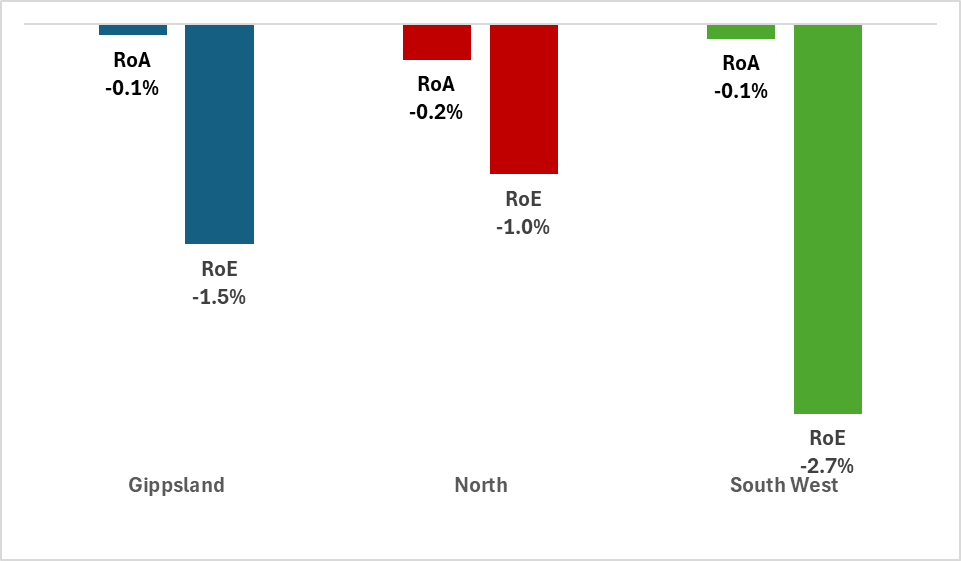 RoA
-0.1%
RoE
-1.5%
RoA
-0.2%
RoE
-1.0%
RoA
-0.1%
RoE
-2.7%
Gippsland
North
South West